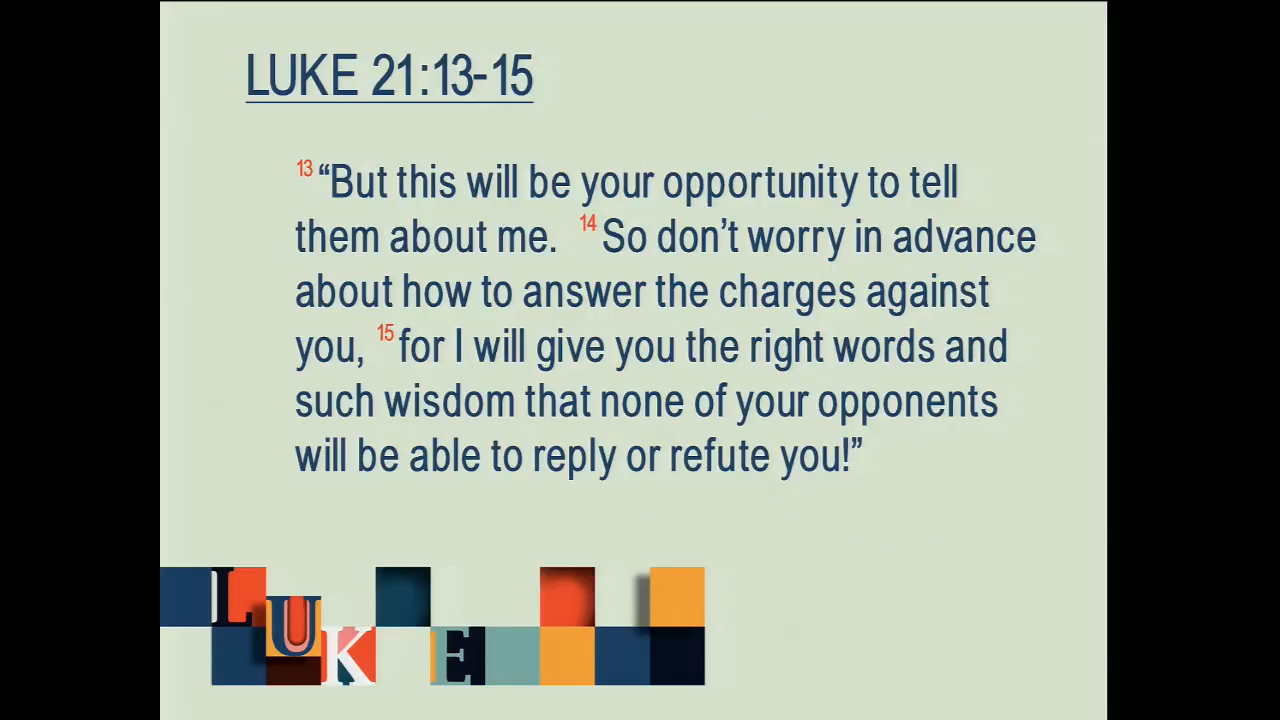 LUKE 21:13-15
13 “But this will be your opportunity to tell
them about me. 14 So don’t worry in advance
about how to answer the charges against
you, 15 for I will give you the right words and
such wisdom that none of your opponents
will be able to reply or refute you!”
LUKE